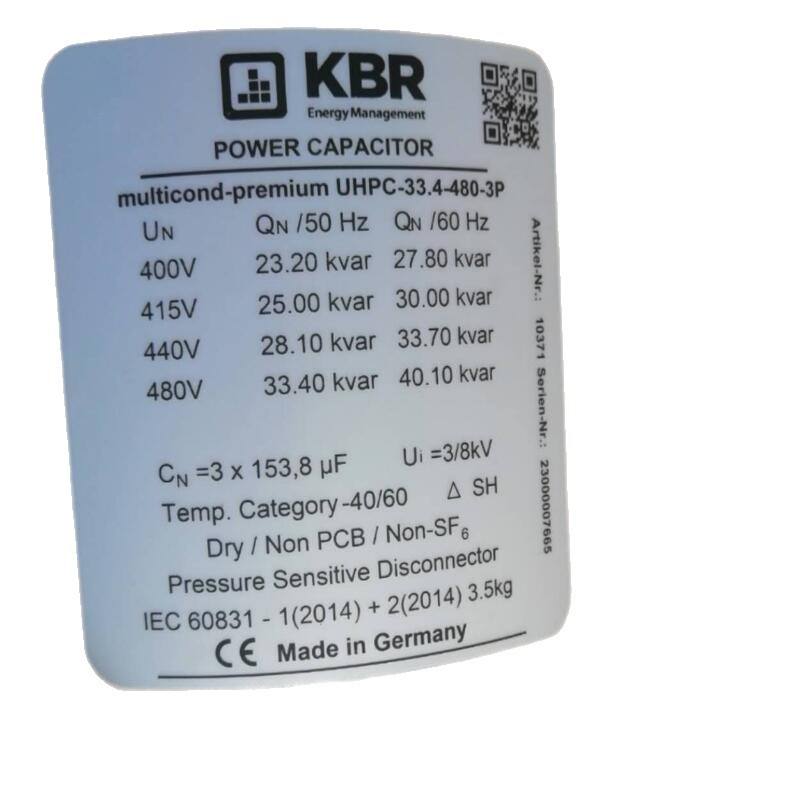 KBR
Energy Management
POWER CAPACITOR
multicond-premium UHPC-33.4-480-3P
UN QN /50 Hz QN /60 Hz
400V 23.20 kvar 27.80 kvar
415V 25.00 kvar 30.00 kvar
440V 28.10 kvar 33.70 kvar
480V 33.40 kvar 40.10 kvar
CN =3 x 153,8 µF Ui =3/8kV
Temp. Category -40/60 Δ SH
Dry / Non PCB / Non-SF6
Pressure Sensitive Disconnector
IEC 60831 - 1(2014) + 2(2014) 3.5kg
CE Made in Germany
Artikel-Nr.: 10371 Serien-Nr.: 23000007665